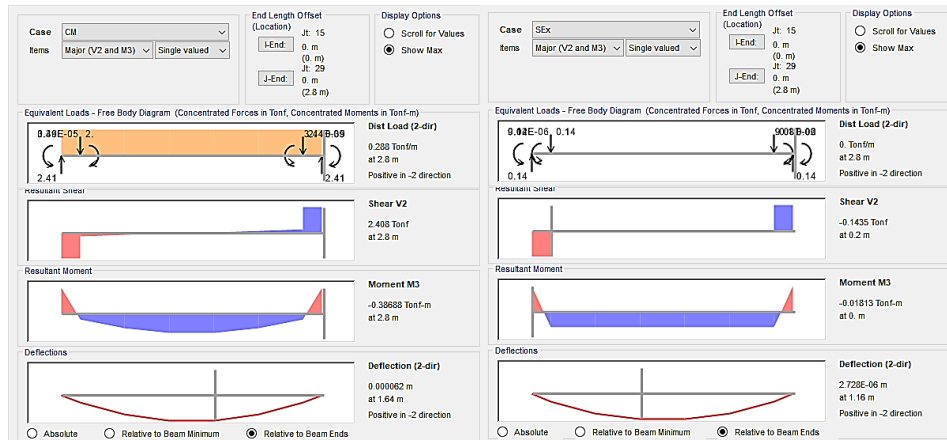 Case CM
Items Major (V2 and M3) Single valued
End Length Offset
(Location)
Jt: 15
I-End: 0. m
(0. m)
Jt: 29
J-End: 0. m
(2.8 m)
Display Options
Scroll for Values
Show Max
Equivalent Loads - Free Body Diagram (Concentrated Forces in Tonf, Concentrated Moments in Tonf-m)
2.
2.41
2.41
Dist Load (2-dir)
0.288 Tonf/m
at 2.8 m
Positive in -2 direction
Resultant Shear
Shear V2
2.408 Tonf
at 2.8 m
Resultant Moment
Moment M3
-0.38688 Tonf-m
at 2.8 m
Deflections
Deflection (2-dir)
0.000062 m
at 1.64 m
Positive in -2 direction
Absolute
Relative to Beam Minimum
Relative to Beam Ends
Case SEx
Items Major (V2 and M3) Single valued
End Length Offset
(Location)
Jt: 15
I-End: 0. m
(0. m)
Jt: 29
J-End: 0. m
(2.8 m)
Display Options
Scroll for Values
Show Max
Equivalent Loads - Free Body Diagram (Concentrated Forces in Tonf, Concentrated Moments in Tonf-m)
0.14
0.14
0.14
Dist Load (2-dir)
0. Tonf/m
at 2.8 m
Positive in -2 direction
Resultant Shear
Shear V2
-0.1435 Tonf
at 0.2 m
Resultant Moment
Moment M3
-0.01813 Tonf-m
at 0. m
Deflections
Deflection (2-dir)
2.728E-06 m
at 1.16 m
Positive in -2 direction
Absolute
Relative to Beam Minimum
Relative to Beam Ends